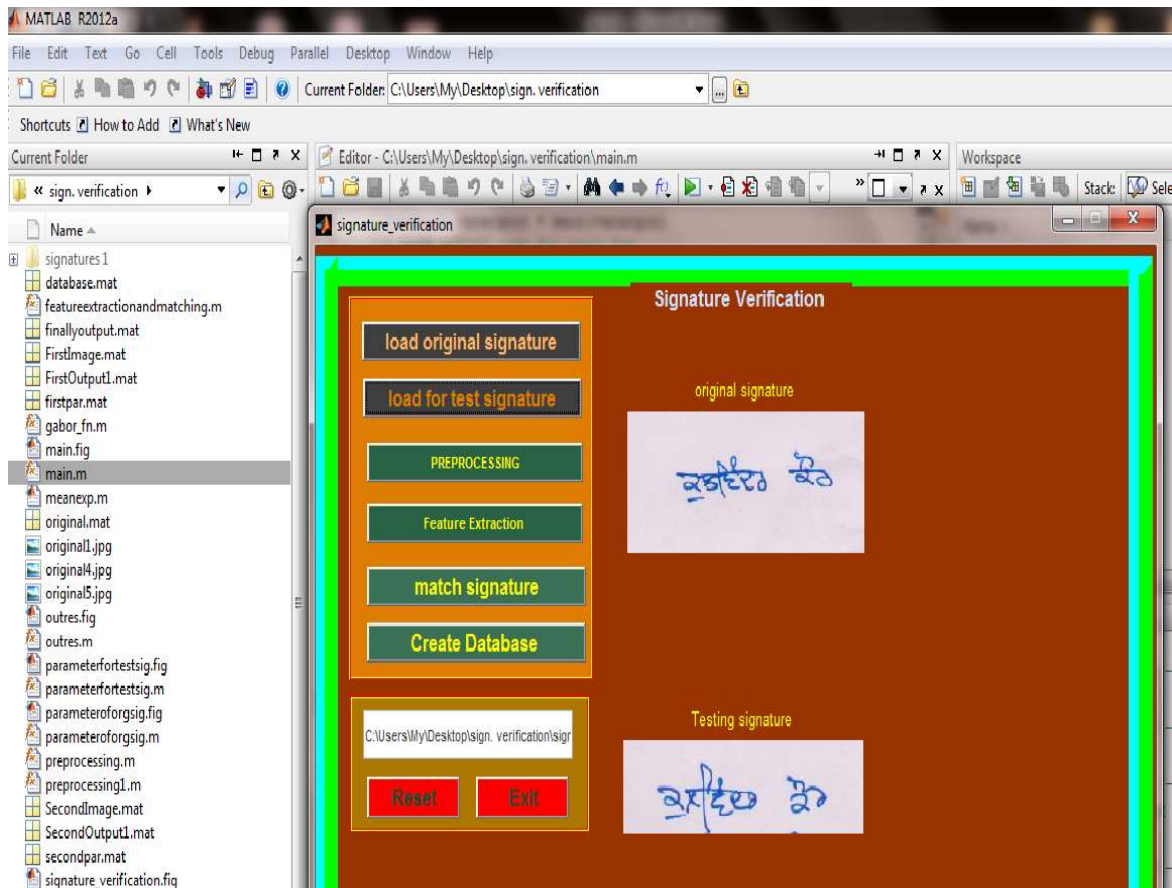 MATLAB R2012a
File Edit Text Go Cell Tools Debug Parallel Desktop Window Help
Current Folder: C:\Users\My\Desktop\sign. verification
Shortcuts How to Add What's New
Current Folder
Editor - C:\Users\My\Desktop\sign. verification\main.m
Workspace
« sign. verification
Stack: Sele
Name
signatures 1
database.mat
featureextractionandmatching.m
finallyoutput.mat
FirstImage.mat
FirstOutput1.mat
firstpar.mat
gabor_fn.m
main.fig
main.m
meanexp.m
original.mat
original1.jpg
original4.jpg
original5.jpg
outres.fig
outres.m
parameterfortestsig.fig
parameterfortestsig.m
parameteroforgsig.fig
parameteroforgsig.m
preprocessing.m
preprocessing1.m
SecondImage.mat
SecondOutput1.mat
secondpar.mat
signature_verification.fig
signature_verification
Signature Verification
load original signature
load for test signature
PREPROCESSING
Feature Extraction
match signature
Create Database
C:\Users\My\Desktop\sign. verification\sigr
Reset Exit
original signature
ਕੌਰ
Testing signature